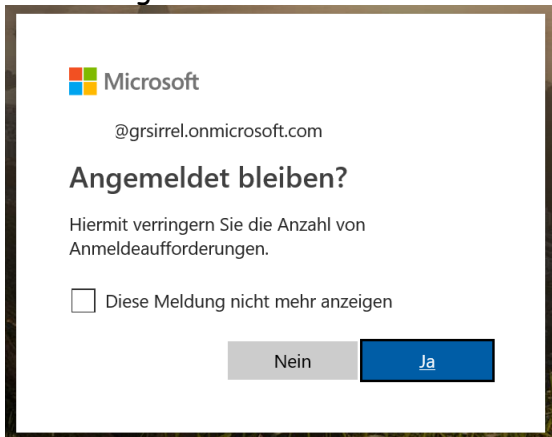 Microsoft
@grsirrel.onmicrosoft.com
Angemeldet bleiben?
Hiermit verringern Sie die Anzahl von
Anmeldeaufforderungen.
Diese Meldung nicht mehr anzeigen
Nein Ja